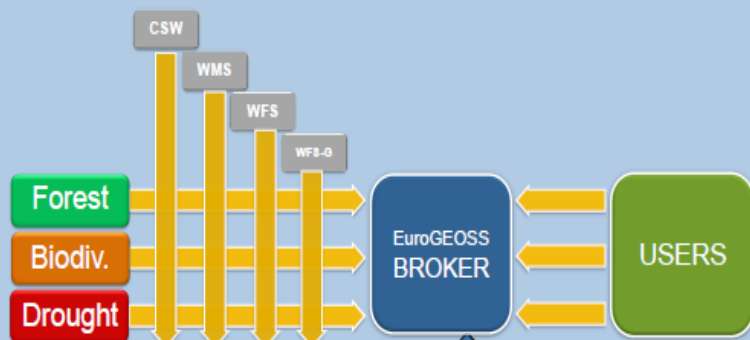 CSW
WMS
WFS
WFS-G
Forest
Biodiv.
Drought
EuroGEOSS
BROKER
USERS